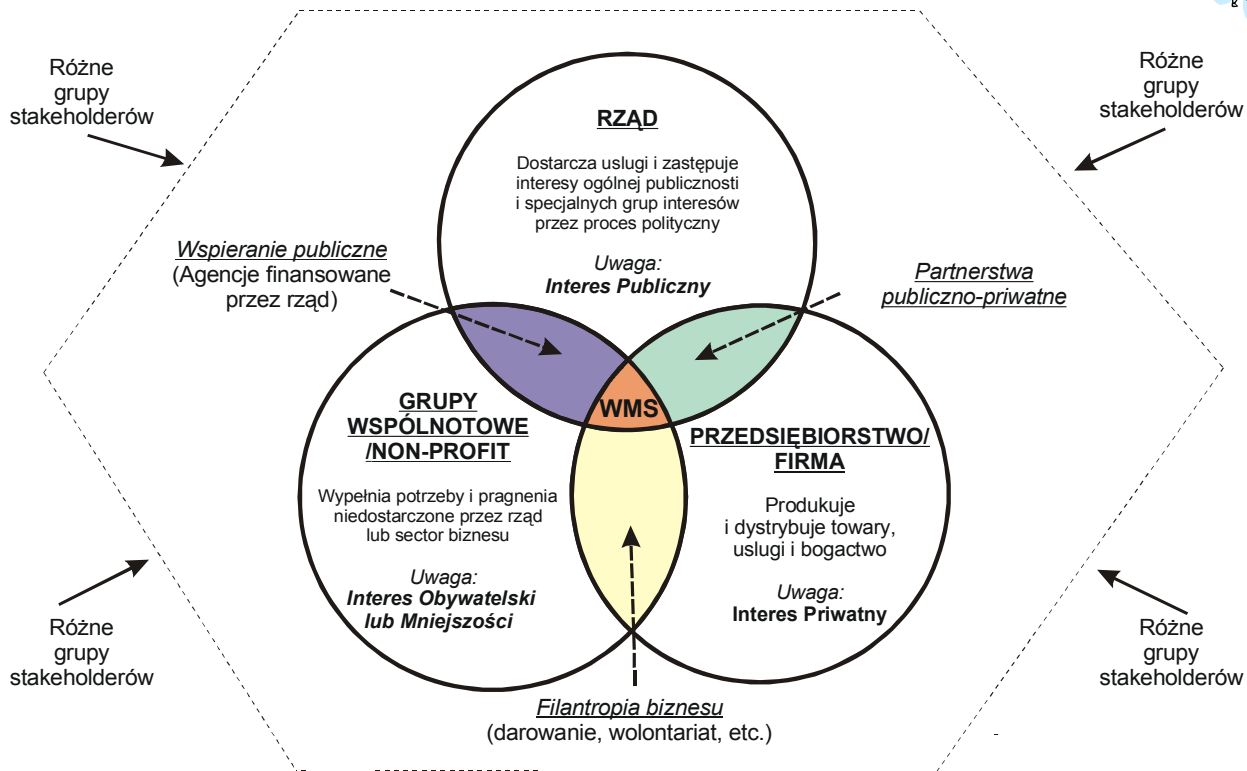 Różne
grupy
stakeholderów
Różne
grupy
stakeholderów
RZĄD
Dostarcza uslugi i zastępuje
interesy ogólnej publiczności
i specjalnych grup interesów
przez proces polityczny
Uwaga:
Interes Publiczny
Wspieranie publiczne
(Agencje finansowane
przez rząd)
Partnerstwa
publiczno-priwatne
WMS
GRUPY
WSPÓLNOTOWE
/NON-PROFIT
Wypełnia potrzeby i pragnenia
niedostarczone przez rząd
lub sector biznesu
Uwaga:
Interes Obywatelski
lub Mniejszości
PRZEDSIĘBIORSTWO/
FIRMA
Produkuje
i dystrybuje towary,
uslugi i bogactwo
Uwaga:
Interes Priwatny
Różne
grupy
stakeholderów
Różne
grupy
stakeholderów
Filantropia biznesu
(darowanie, wolontariat, etc.)